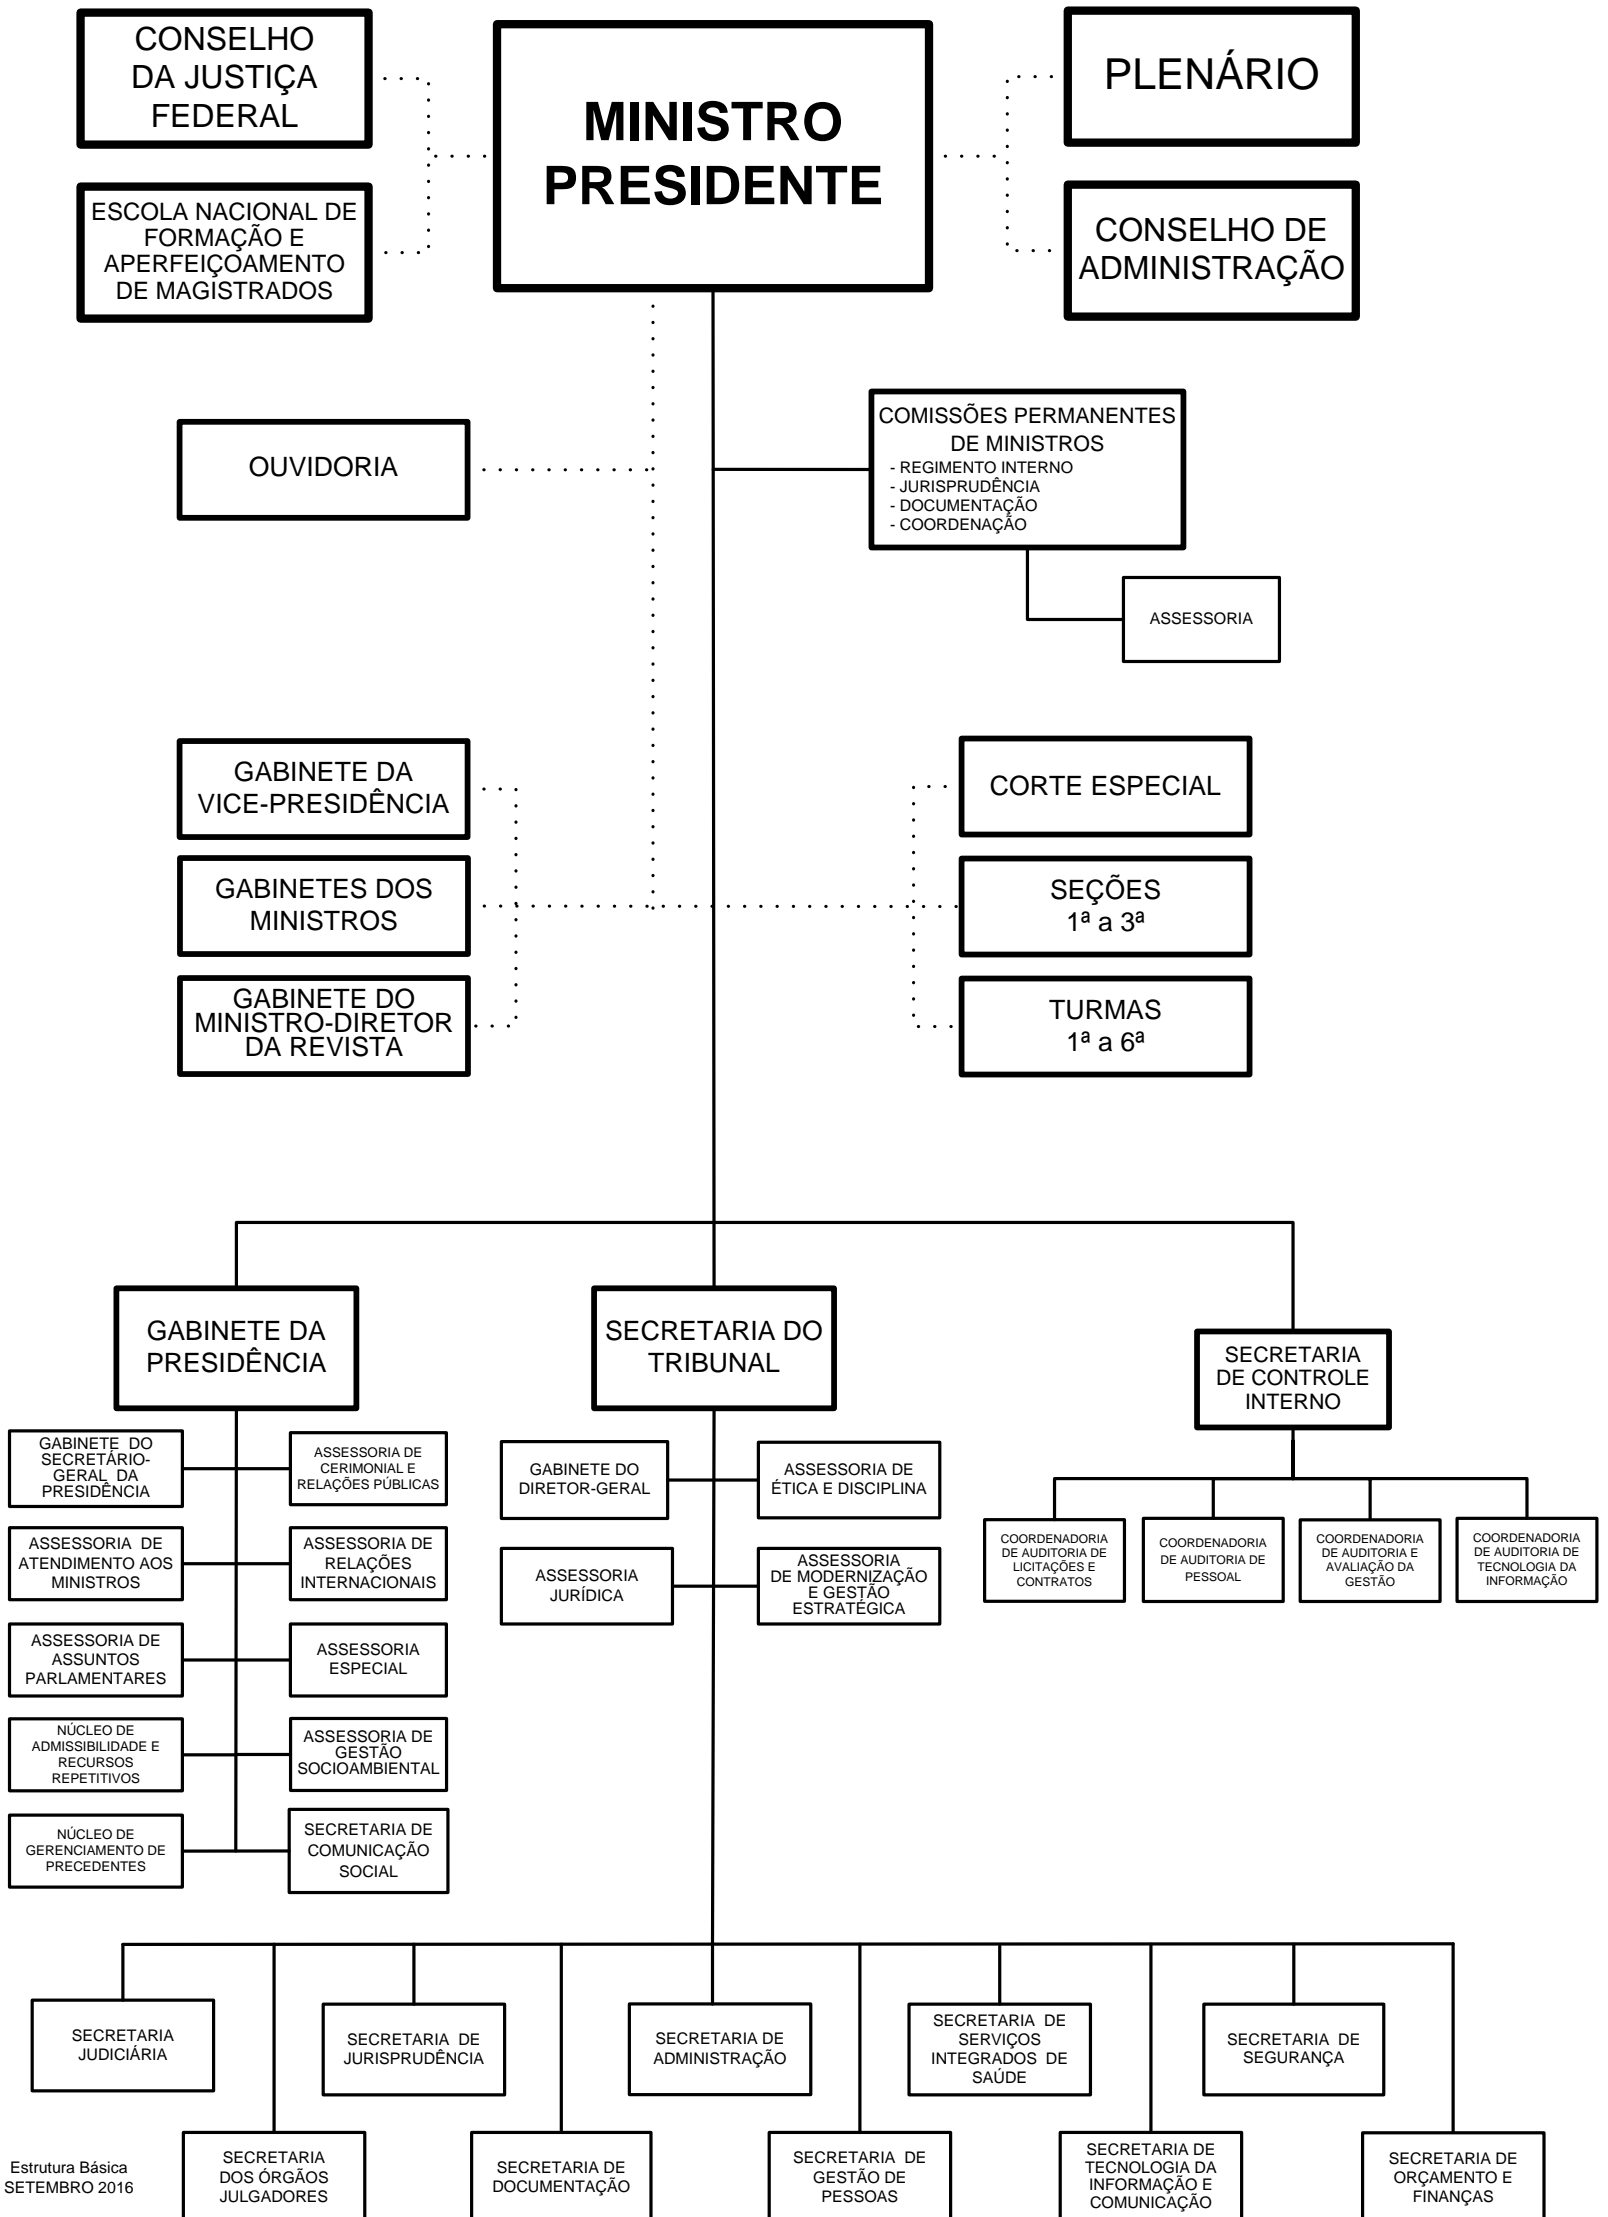 CONSELHO
DA JUSTIÇA
FEDERAL
MINISTRO
PRESIDENTE
PLENÁRIO
ESCOLA NACIONAL DE
FORMAÇÃO E
APERFEIÇOAMENTO
DE MAGISTRADOS
CONSELHO DE
ADMINISTRAÇÃO
OUVIDORIA
COMISSÕES PERMANENTES
DE MINISTROS
- REGIMENTO INTERNO
- JURISPRUDÊNCIA
- DOCUMENTAÇÃO
- COORDENAÇÃO
ASSESSORIA
GABINETE DA
VICE-PRESIDÊNCIA
CORTE ESPECIAL
GABINETES DOS
MINISTROS
SEÇÕES
1ª a 3ª
GABINETE DO
MINISTRO-DIRETOR
DA REVISTA
TURMAS
1ª a 6ª
GABINETE DA
PRESIDÊNCIA
SECRETARIA DO
TRIBUNAL
SECRETARIA
DE CONTROLE
INTERNO
GABINETE DO
SECRETÁRIO-
GERAL DA
PRESIDÊNCIA
ASSESSORIA DE
CERIMONIAL E
RELAÇÕES PÚBLICAS
GABINETE DO
DIRETOR-GERAL
ASSESSORIA DE
ÉTICA E DISCIPLINA
COORDENADORIA
DE AUDITORIA DE
LICITAÇÕES E
CONTRATOS
COORDENADORIA
DE AUDITORIA DE
PESSOAL
COORDENADORIA
DE AUDITORIA E
AVALIAÇÃO DA
GESTÃO
COORDENADORIA
DE AUDITORIA DE
TECNOLOGIA DA
INFORMAÇÃO
ASSESSORIA DE
ATENDIMENTO AOS
MINISTROS
ASSESSORIA DE
RELAÇÕES
INTERNACIONAIS
ASSESSORIA
JURÍDICA
ASSESSORIA
DE MODERNIZAÇÃO
E GESTÃO
ESTRATÉGICA
ASSESSORIA DE
ASSUNTOS
PARLAMENTARES
ASSESSORIA
ESPECIAL
NÚCLEO DE
ADMISSIBILIDADE E
RECURSOS
REPETITIVOS
ASSESSORIA DE
GESTÃO
SOCIOAMBIENTAL
NÚCLEO DE
GERENCIAMENTO DE
PRECEDENTES
SECRETARIA DE
COMUNICAÇÃO
SOCIAL
SECRETARIA
JUDICIÁRIA
SECRETARIA DE
JURISPRUDÊNCIA
SECRETARIA DE
ADMINISTRAÇÃO
SECRETARIA DE
SERVIÇOS
INTEGRADOS DE
SAÚDE
SECRETARIA DE
SEGURANÇA
Estrutura Básica
SETEMBRO 2016
SECRETARIA
DOS ÓRGÃOS
JULGADORES
SECRETARIA DE
DOCUMENTAÇÃO
SECRETARIA DE
GESTÃO DE
PESSOAS
SECRETARIA DE
TECNOLOGIA DA
INFORMAÇÃO E
COMUNICAÇÃO
SECRETARIA DE
ORÇAMENTO E
FINANÇAS